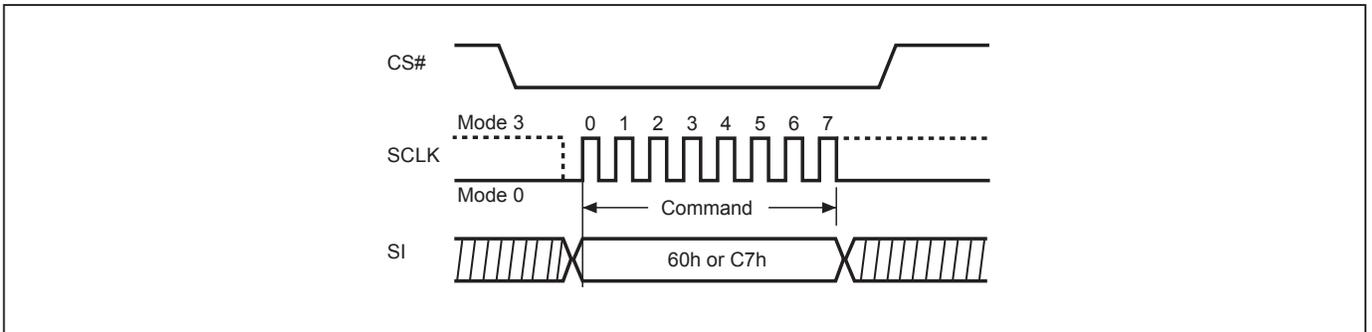 CS#
Mode 3
0 1 2 3 4 5 6 7
SCLK
Mode 0
Command
SI
60h or C7h